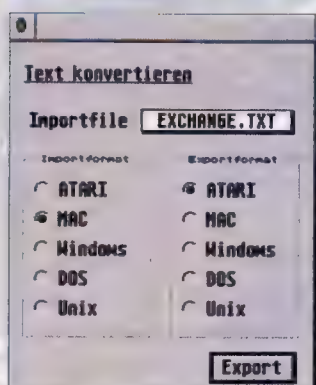 Text konvertieren
Importfile EXCHANGE.TXT
Importformat Exportformat
ATARI ATARI
MAC MAC
Windows Windows
DOS DOS
Unix Unix
Export